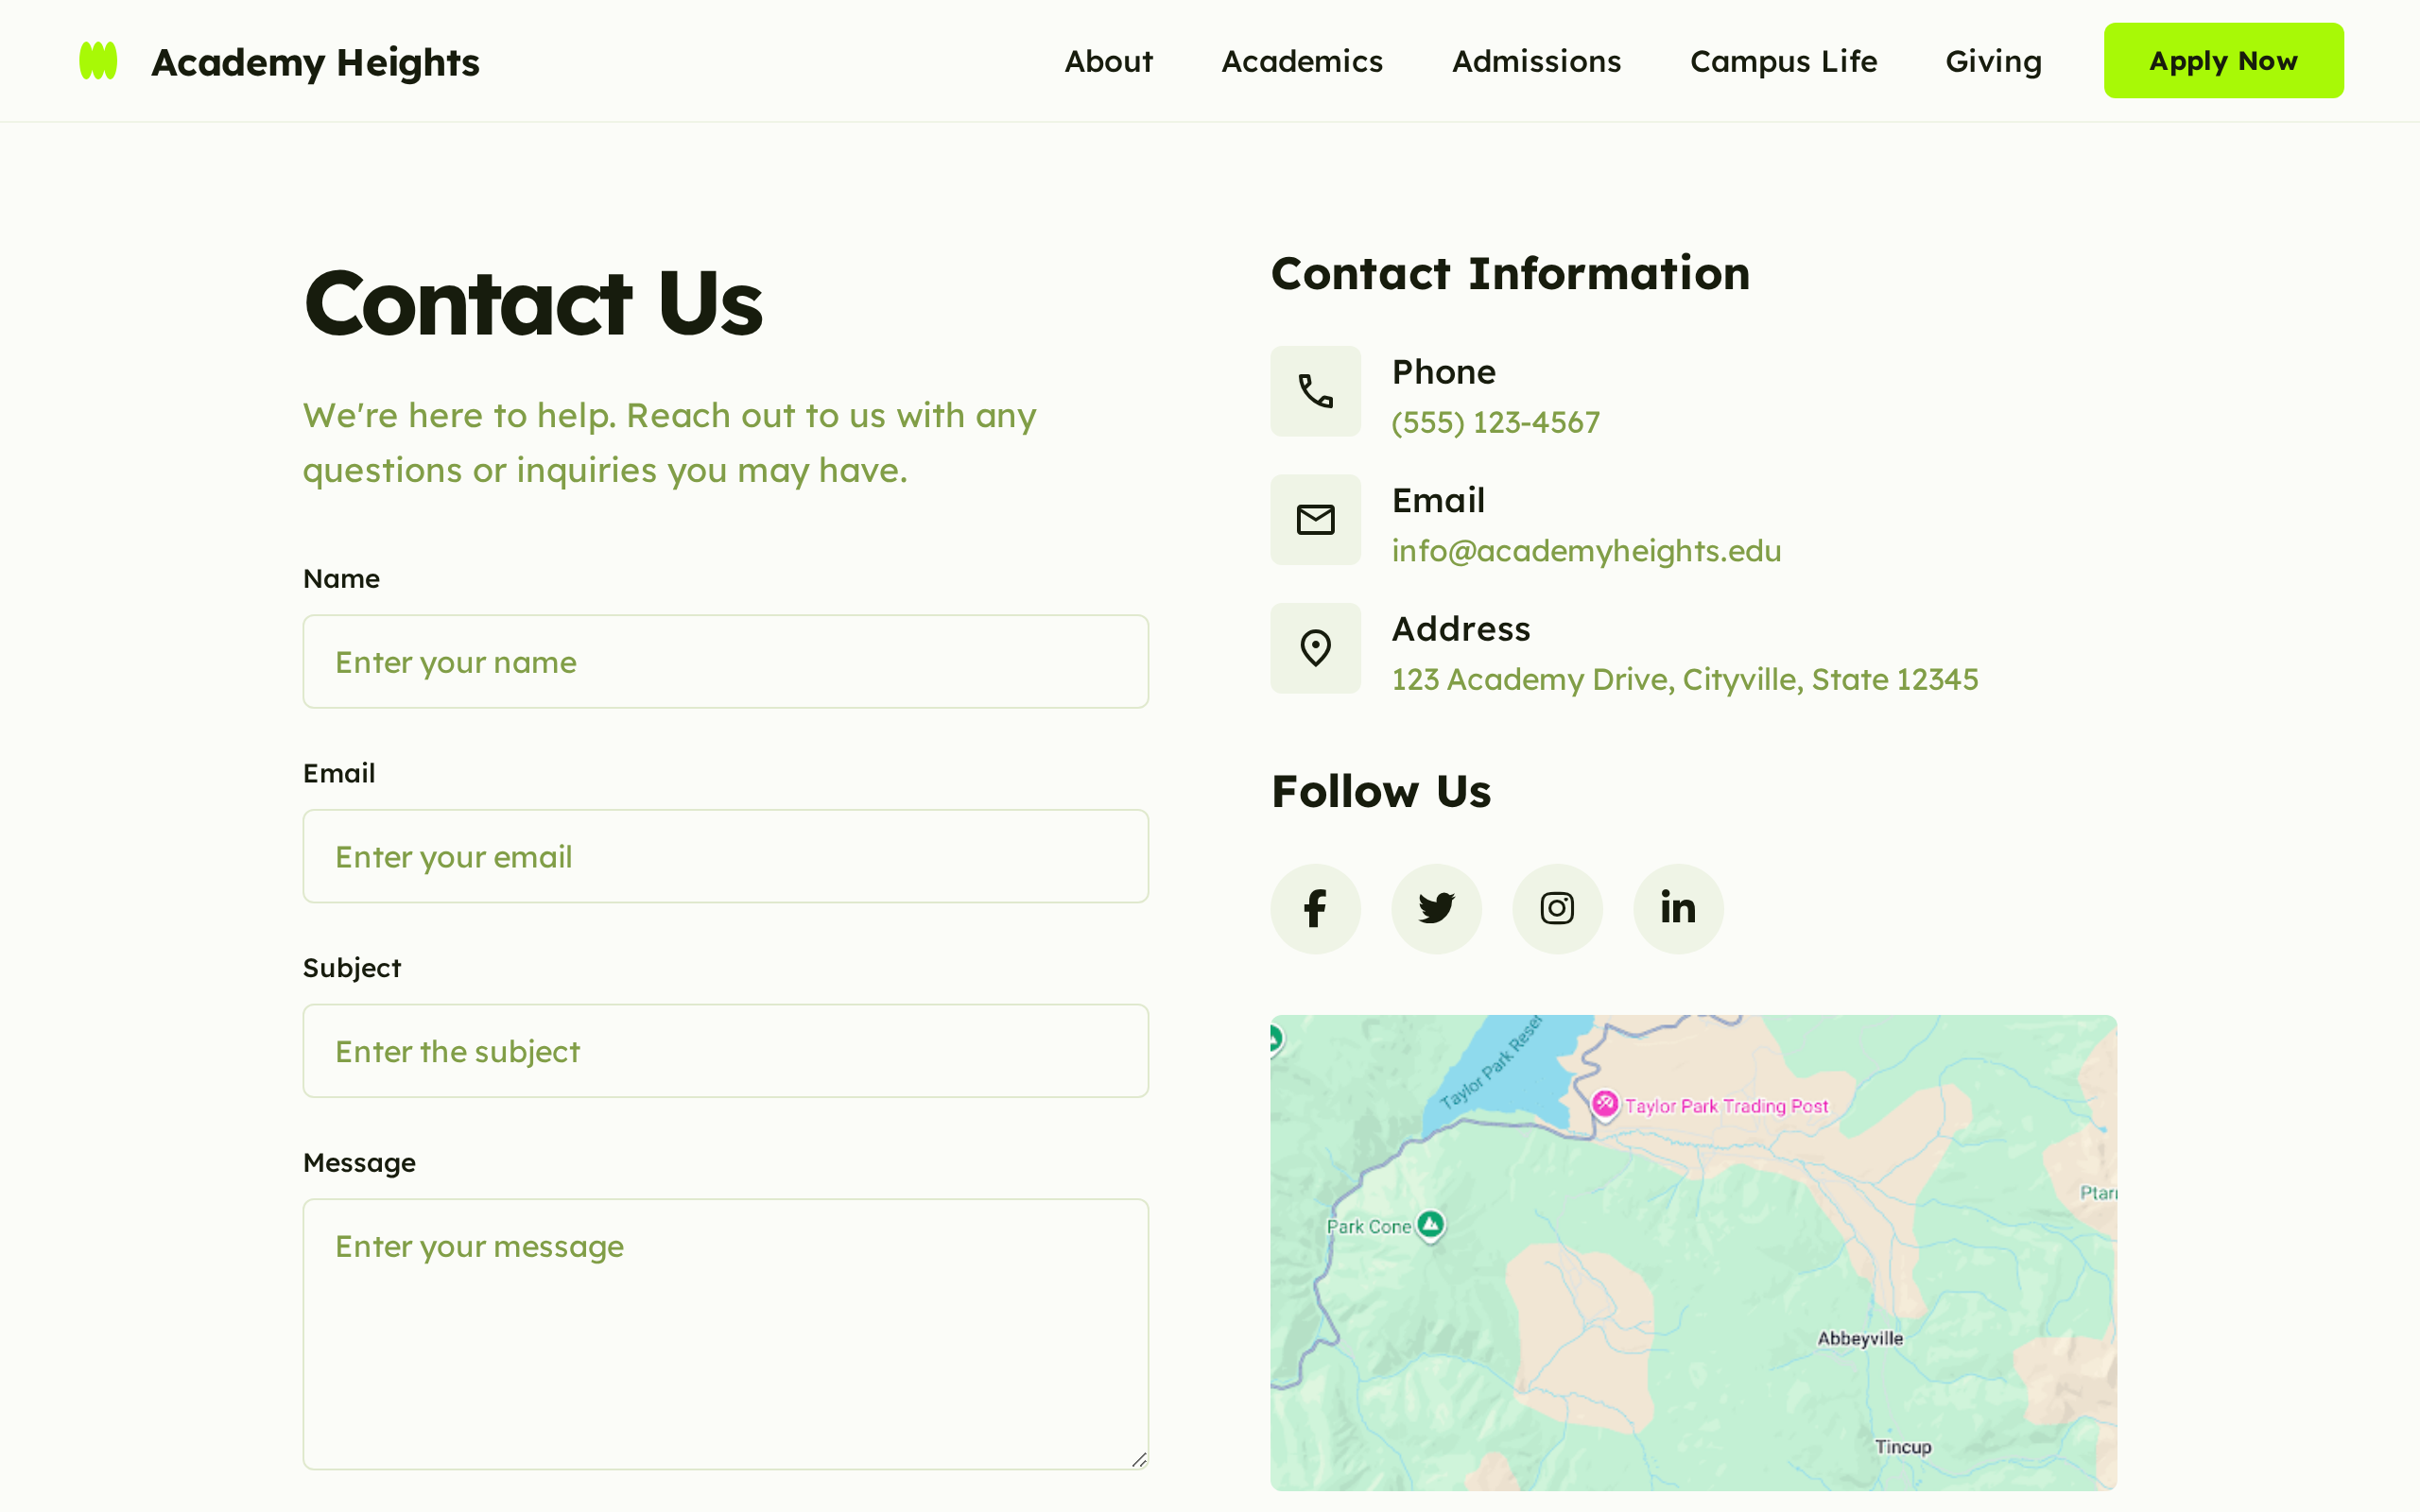 Academy Heights
About
Academics
Admissions
Campus Life
Giving
Apply Now
Contact Us
We're here to help. Reach out to us with any
questions or inquiries you may have.
Name
Enter your name
Email
Enter your email
Subject
Enter the subject
Message
Enter your message
Contact Information
Phone
(555) 123-4567
Email
info@academyheights.edu
Address
123 Academy Drive, Cityville, State 12345
Follow Us
Taylor Park
Taylor Park Trading Post
Park Cone
Abbeyville
Tincup